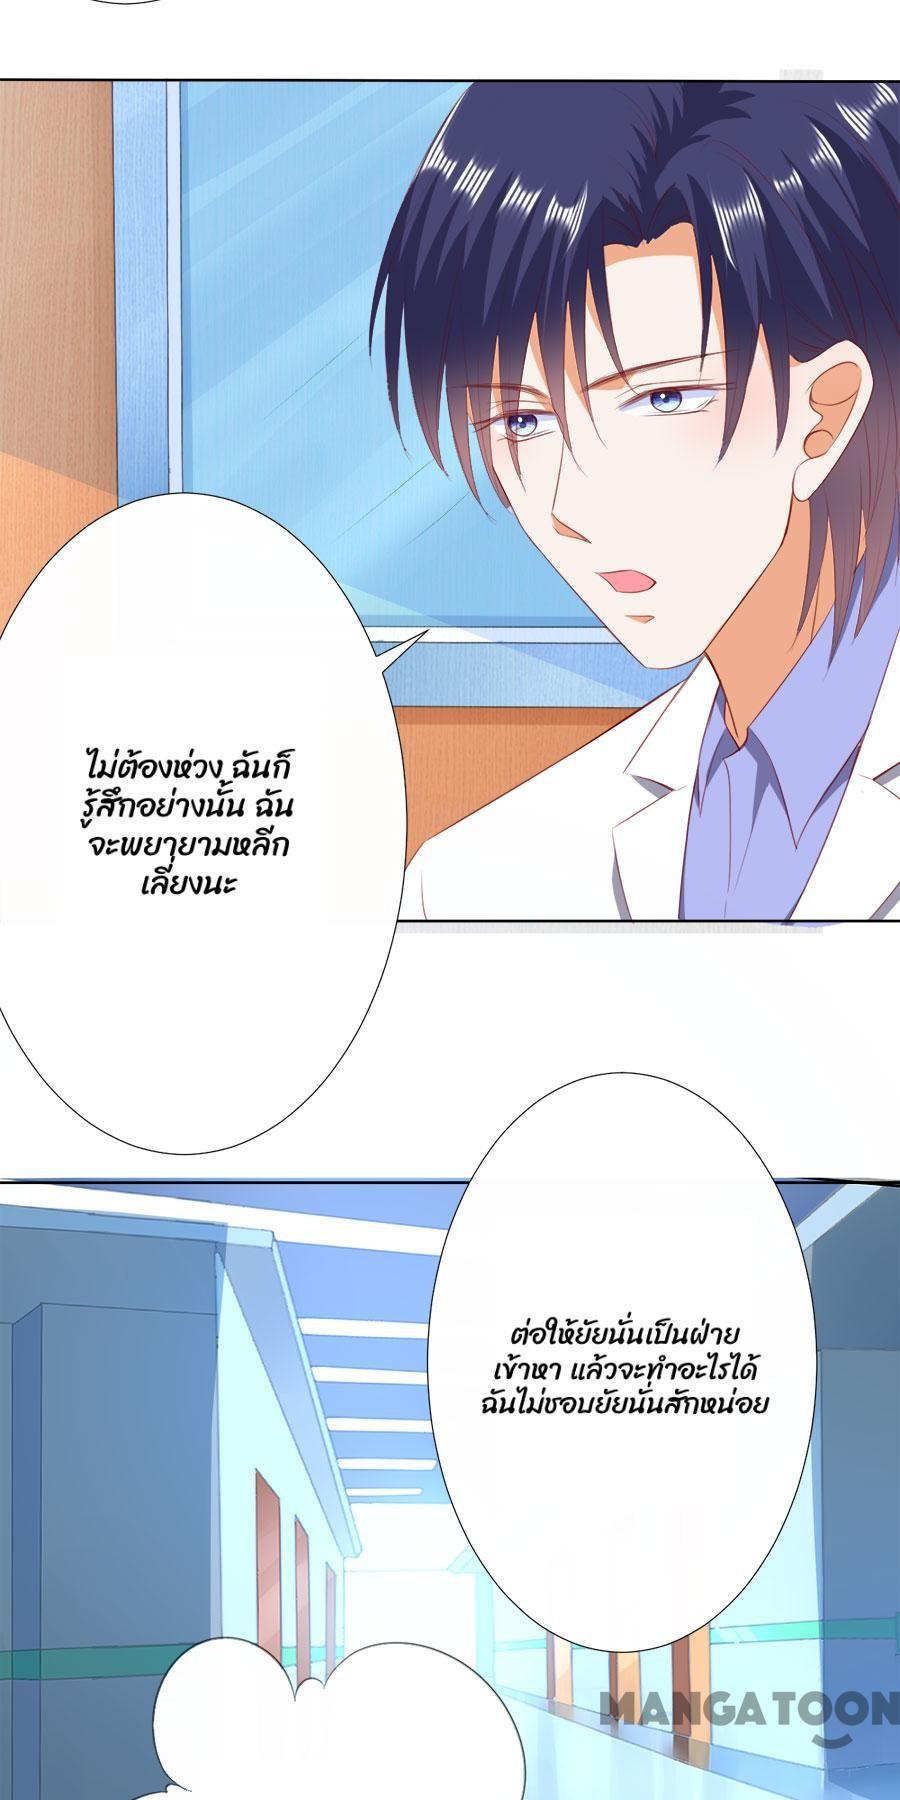 ไม่ต้องห่วง ฉันก็
รู้สึกอย่างนั้น ฉัน
จะพยายามหลีก
เลี่ยงนะ
ต่อให้ยัยนั่นเป็นฝ่าย
เข้าหา แล้วจะทำอะไรได้
ฉันไม่ชอบยัยนั่นสักหน่อย
MANGATOON